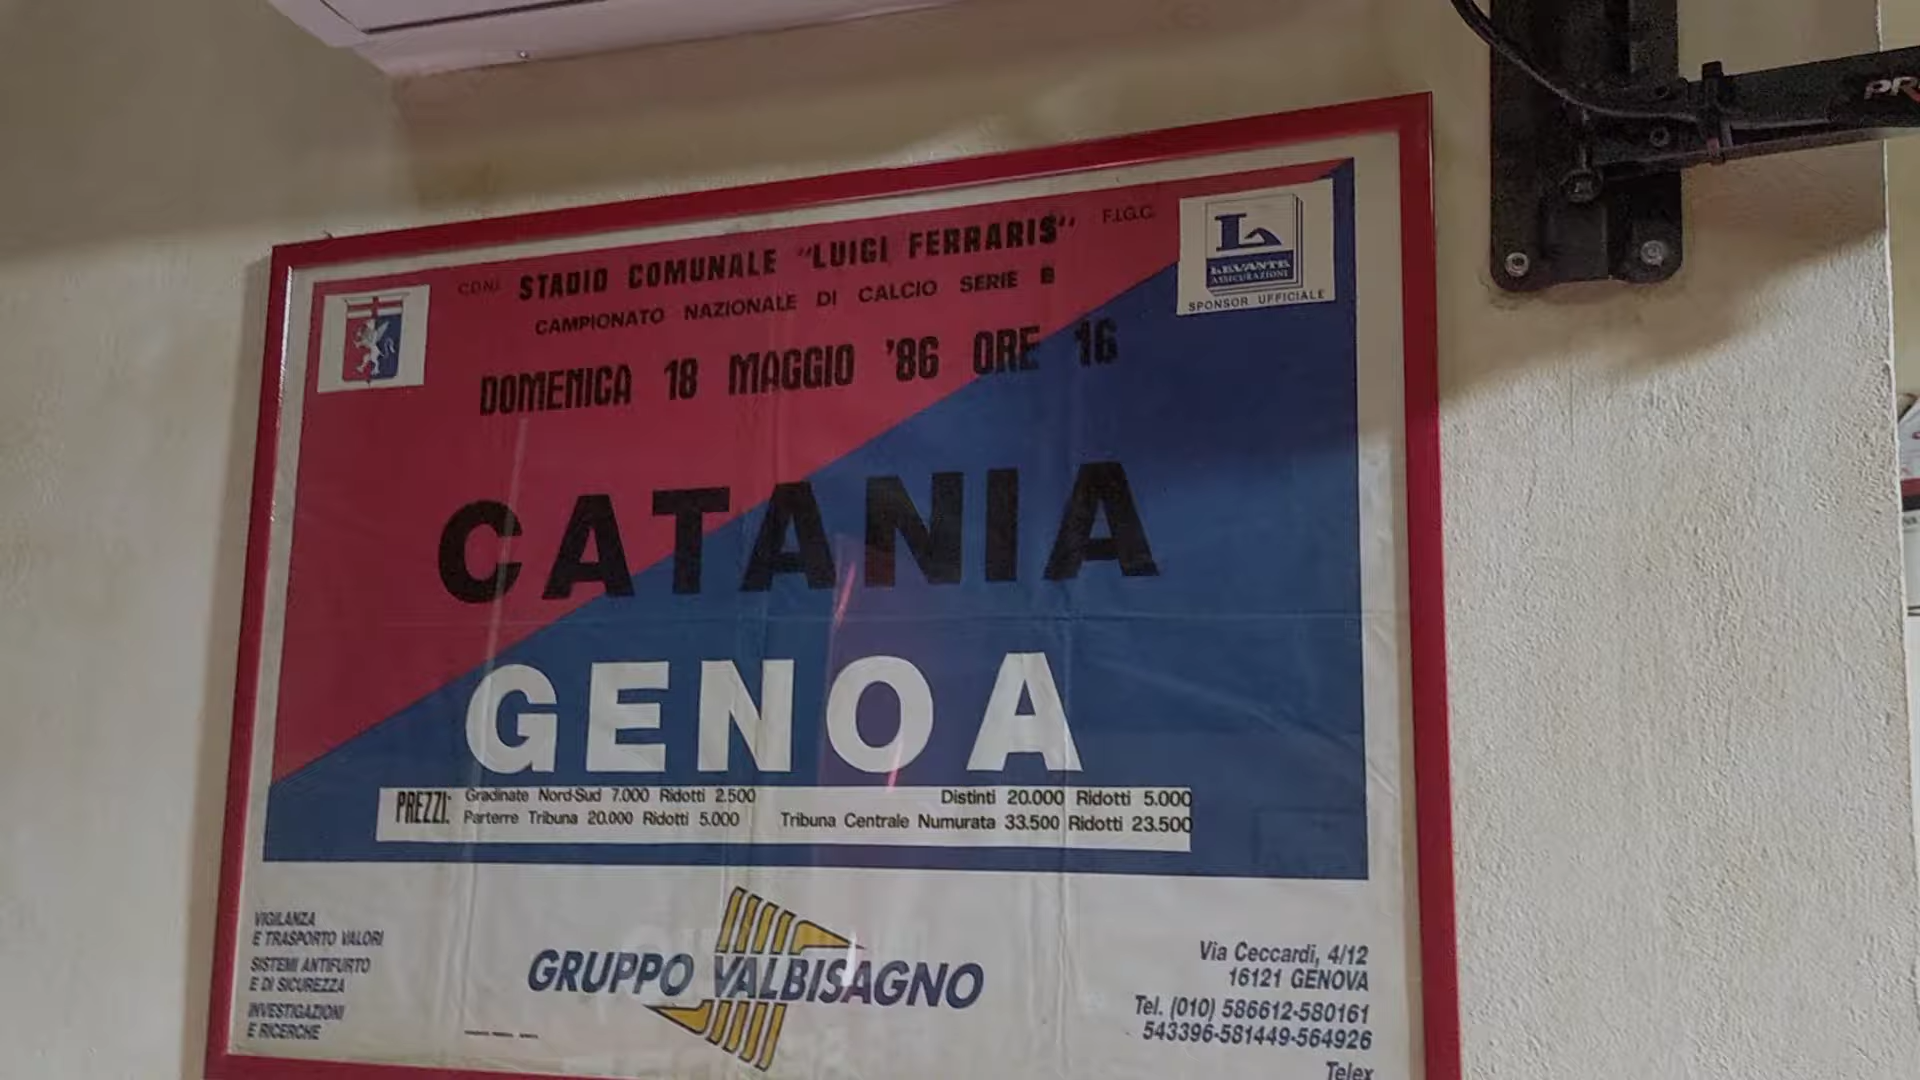 C.O.N.I. STADIO COMUNALE "LUIGI FERRARIS" F.I.G.C.
CAMPIONATO NAZIONALE DI CALCIO SERIE B
LEVANTE
ASSICURAZIONI
SPONSOR UFFICIALE
DOMENICA 18 MAGGIO '86 ORE 16
CATANIA
GENOA
PREZZI: Gradinate Nord-Sud 7.000 Ridotti 2.500 Distinti 20.000 Ridotti 5.000
Parterre Tribuna 20.000 Ridotti 5.000 Tribuna Centrale Numurata 33.500 Ridotti 23.500
VIGILANZA
E TRASPORTO VALORI
SISTEMI ANTIFURTO
E DI SICUREZZA
INVESTIGAZIONI
E RICERCHE
GRUPPO VALBISAGNO
Via Ceccardi, 4/12
16121 GENOVA
Tel. (010) 586612-580161
543396-581449-564926
Telex